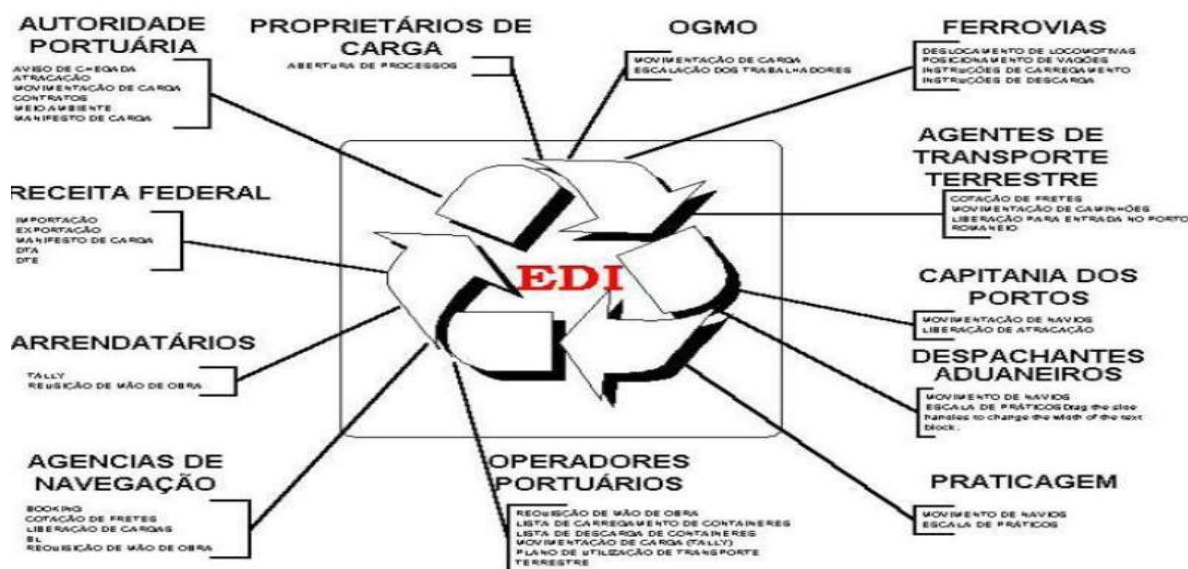 AUTORIDADE
PORTUÁRIA
AVISO DE CHEGADA
ATRACAÇÃO
MOVIMENTAÇÃO DE CARGA
CONTRATOS
MEIO AMBIENTE
MANIFESTO DE CARGA
PROPRIETÁRIOS DE
CARGA
ABERTURA DE PROCESSOS
OGMO
MOVIMENTAÇÃO DE CARGA
ESCALAÇÃO DOS TRABALHADORES
FERROVIAS
DESLOCAMENTO DE LOCOMOTIVAS
POSICIONAMENTO DE VAGÕES
INSTRUÇÕES DE CARREGAMENTO
INSTRUÇÕES DE DESCARGA
AGENTES DE
TRANSPORTE
TERRESTRE
COTAÇÃO DE FRETES
MOVIMENTAÇÃO DE CAMINHÕES
LIBERAÇÃO PARA ENTRADA NO PORTO
ROMANEIO
RECEITA FEDERAL
IMPORTAÇÃO
EXPORTAÇÃO
MANIFESTO DE CARGA
DTA
DTE
EDI
CAPITANIA DOS
PORTOS
MOVIMENTAÇÃO DE NAVIOS
LIBERAÇÃO DE ATRACAÇÃO
ARRENDATÁRIOS
TALLY
REUSIÇÃO DE MÃO DE OBRA
DESPACHANTES
ADUANEIROS
MOVIMENTO DE NAVIOS
ESCALA DE PRÁTICOS Drag the side
handles to change the width of the text
block.
AGENCIAS DE
NAVEGAÇÃO
BOOKING
COTAÇÃO DE FRETES
LIBERAÇÃO DE CARGAS
BL
REQUISIÇÃO DE MÃO DE OBRA
OPERADORES
PORTUÁRIOS
REQUISIÇÃO DE MÃO DE OBRA
LISTA DE CARREGAMENTO DE CONTAINERES
LISTA DE DESCARGA DE CONTAINERES
MOVIMENTAÇÃO DE CARGA (TALLY)
PLANO DE UTILIZAÇÃO DE TRANSPORTE
TERRESTRE
PRATICAGEM
MOVIMENTO DE NAVIOS
ESCALA DE PRÁTICOS